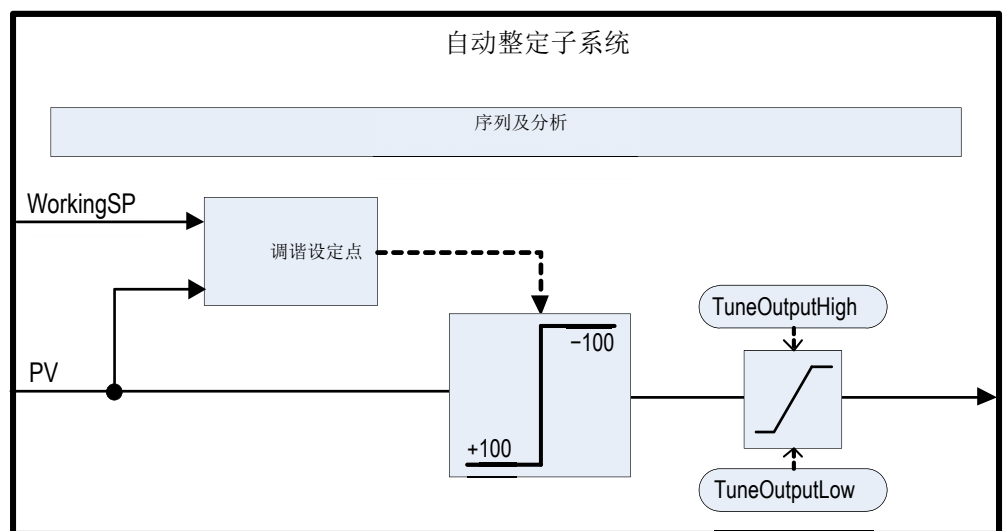 自动整定子系统
序列及分析
WorkingSP
调谐设定点
TuneOutputHigh
−100
PV
+100
TuneOutputLow